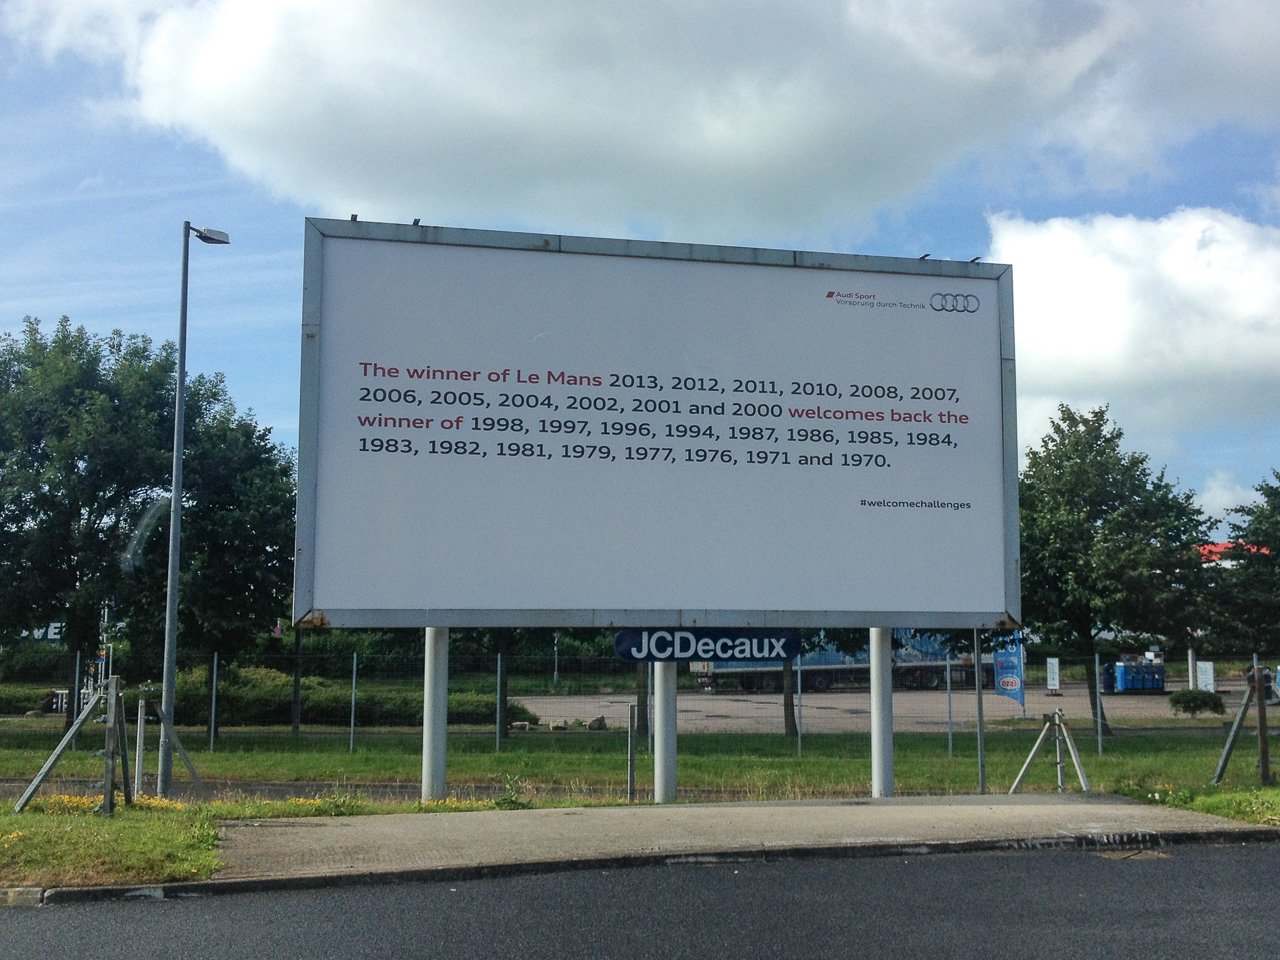 Audi Sport
Vorsprung durch Technik
The winner of Le Mans 2013, 2012, 2011, 2010, 2008, 2007,
2006, 2005, 2004, 2002, 2001 and 2000 welcomes back the
winner of 1998, 1997, 1996, 1994, 1987, 1986, 1985, 1984,
1983, 1982, 1981, 1979, 1977, 1976, 1971 and 1970.
#welcomechallenges
JCDecaux